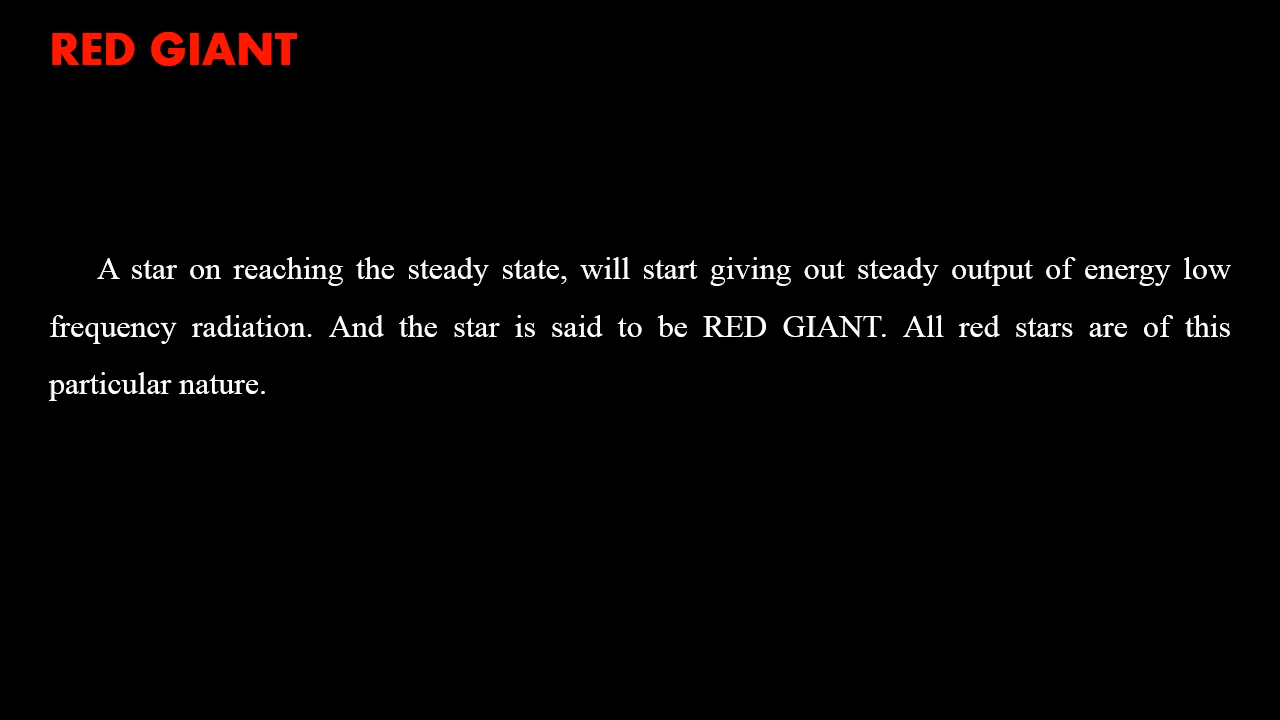 RED GIANT
A star on reaching the steady state, will start giving out steady output of energy low
frequency radiation. And the star is said to be RED GIANT. All red stars are of this
particular nature.